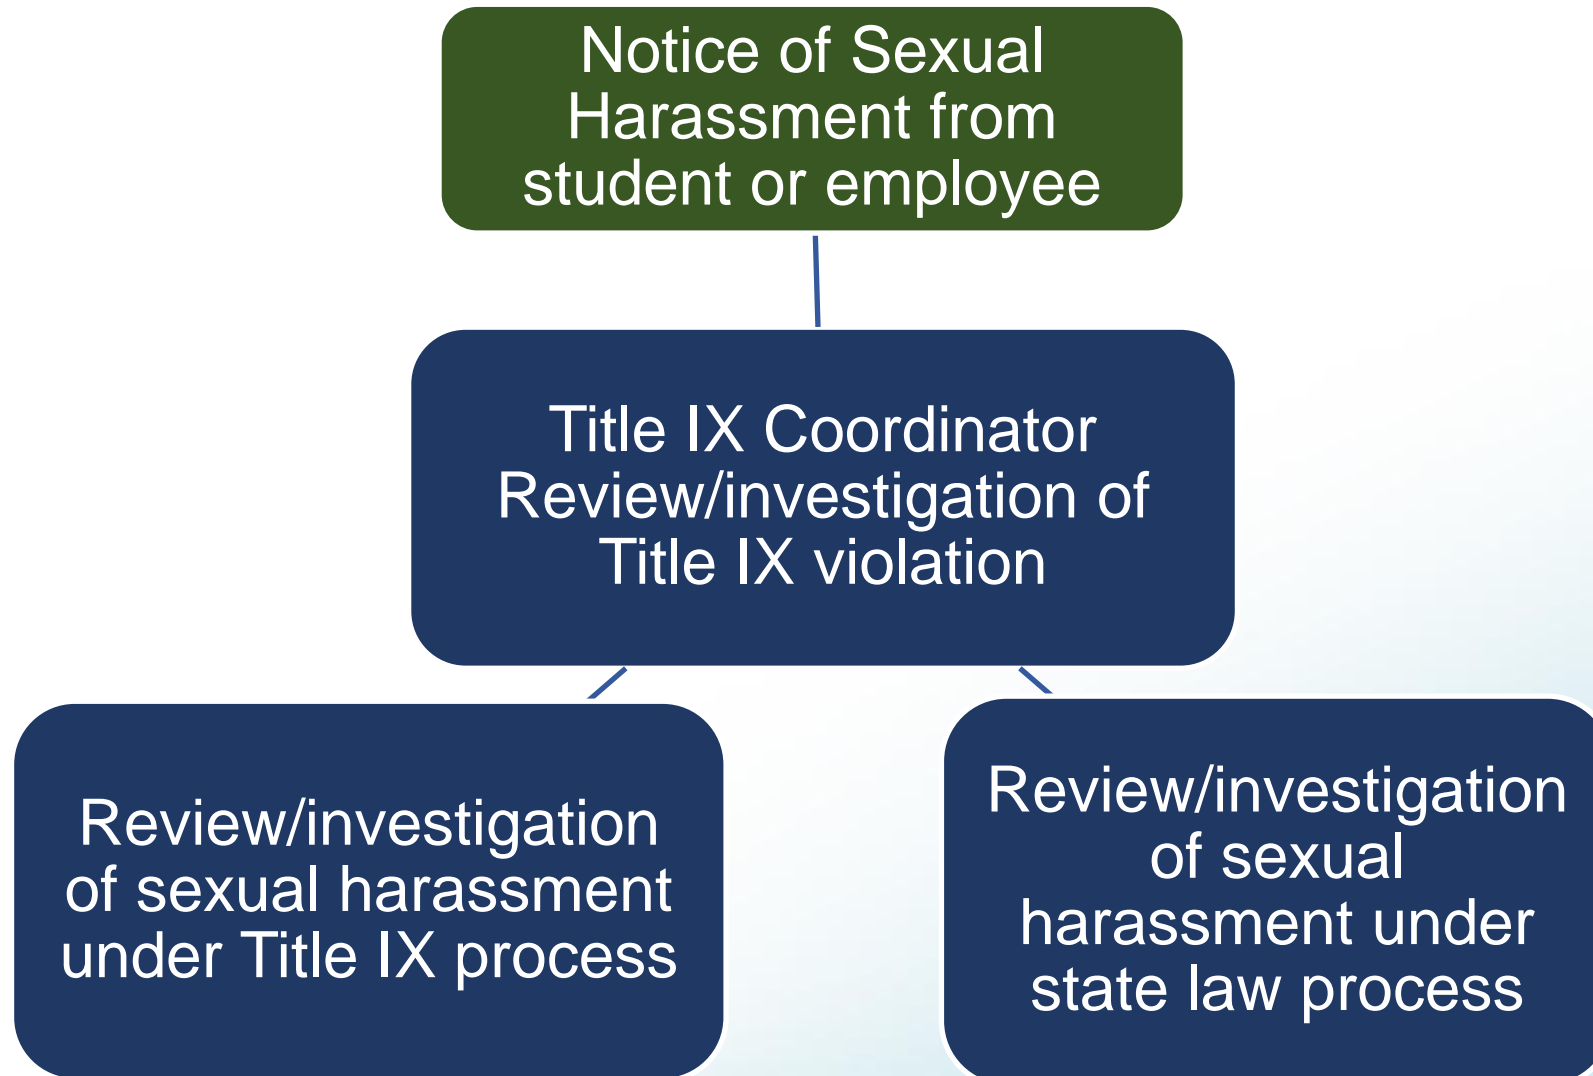 Notice of Sexual
Harassment from
student or employee
Title IX Coordinator
Review/investigation of
Title IX violation
Review/investigation
of sexual harassment
under Title IX process
Review/investigation
of sexual
harassment under
state law process